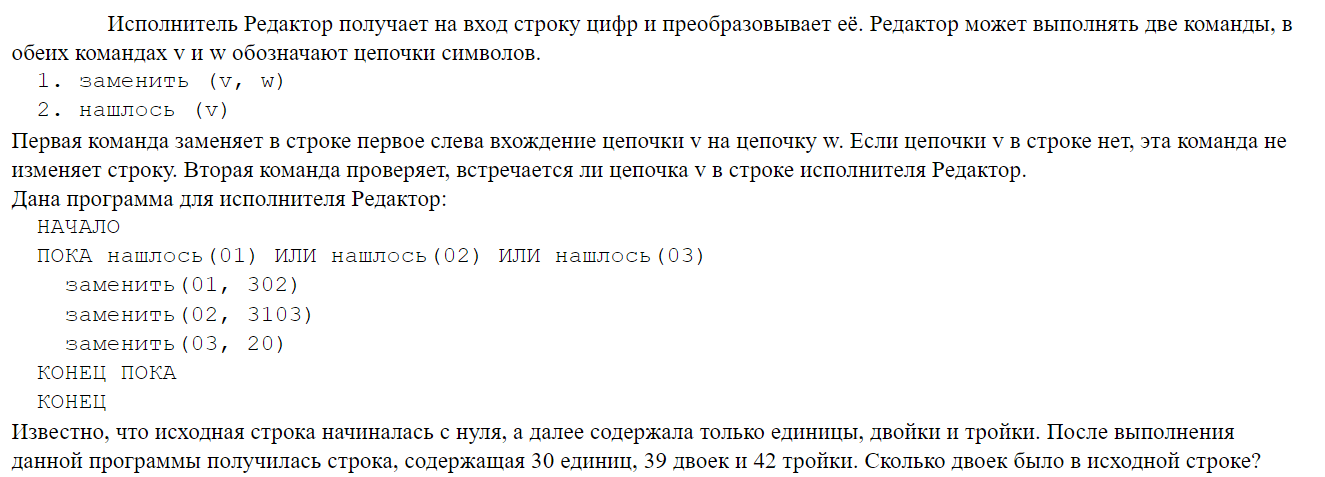 Исполнитель Редактор получает на вход строку цифр и преобразовывает её. Редактор может выполнять две команды, в
обеих командах v и w обозначают цепочки символов.
1. заменить (v, w)
2. нашлось (v)
Первая команда заменяет в строке первое слева вхождение цепочки v на цепочку w. Если цепочки v в строке нет, эта команда не
изменяет строку. Вторая команда проверяет, встречается ли цепочка v в строке исполнителя Редактор.
Дана программа для исполнителя Редактор:
НАЧАЛО
ПОКА нашлось(01) ИЛИ нашлось(02) ИЛИ нашлось(03)
заменить(01, 302)
заменить(02, 3103)
заменить(03, 20)
КОНЕЦ ПОКА
КОНЕЦ
Известно, что исходная строка начиналась с нуля, а далее содержала только единицы, двойки и тройки. После выполнения
данной программы получилась строка, содержащая 30 единиц, 39 двоек и 42 тройки. Сколько двоек было в исходной строке?